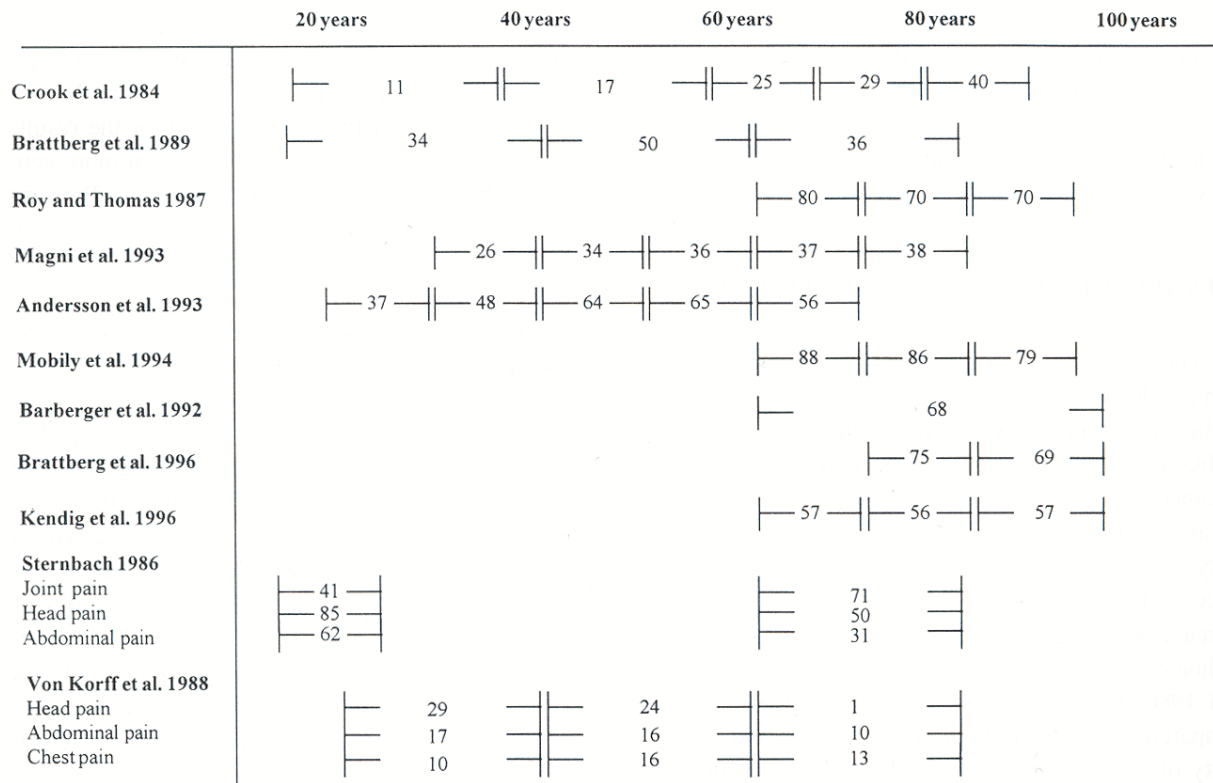 20 years 40 years 60 years 80 years 100 years
Crook et al. 1984 11 17 25 29 40
Brattberg et al. 1989 34 50 36
Roy and Thomas 1987 80 70 70
Magni et al. 1993 26 34 36 37 38
Andersson et al. 1993 37 48 64 65 56
Mobily et al. 1994 88 86 79
Barberger et al. 1992 68
Brattberg et al. 1996 75 69
Kendig et al. 1996 57 56 57
Sternbach 1986
Joint pain 41 71
Head pain 85 50
Abdominal pain 62 31
Von Korff et al. 1988
Head pain 29 24 1
Abdominal pain 17 16 10
Chest pain 10 16 13